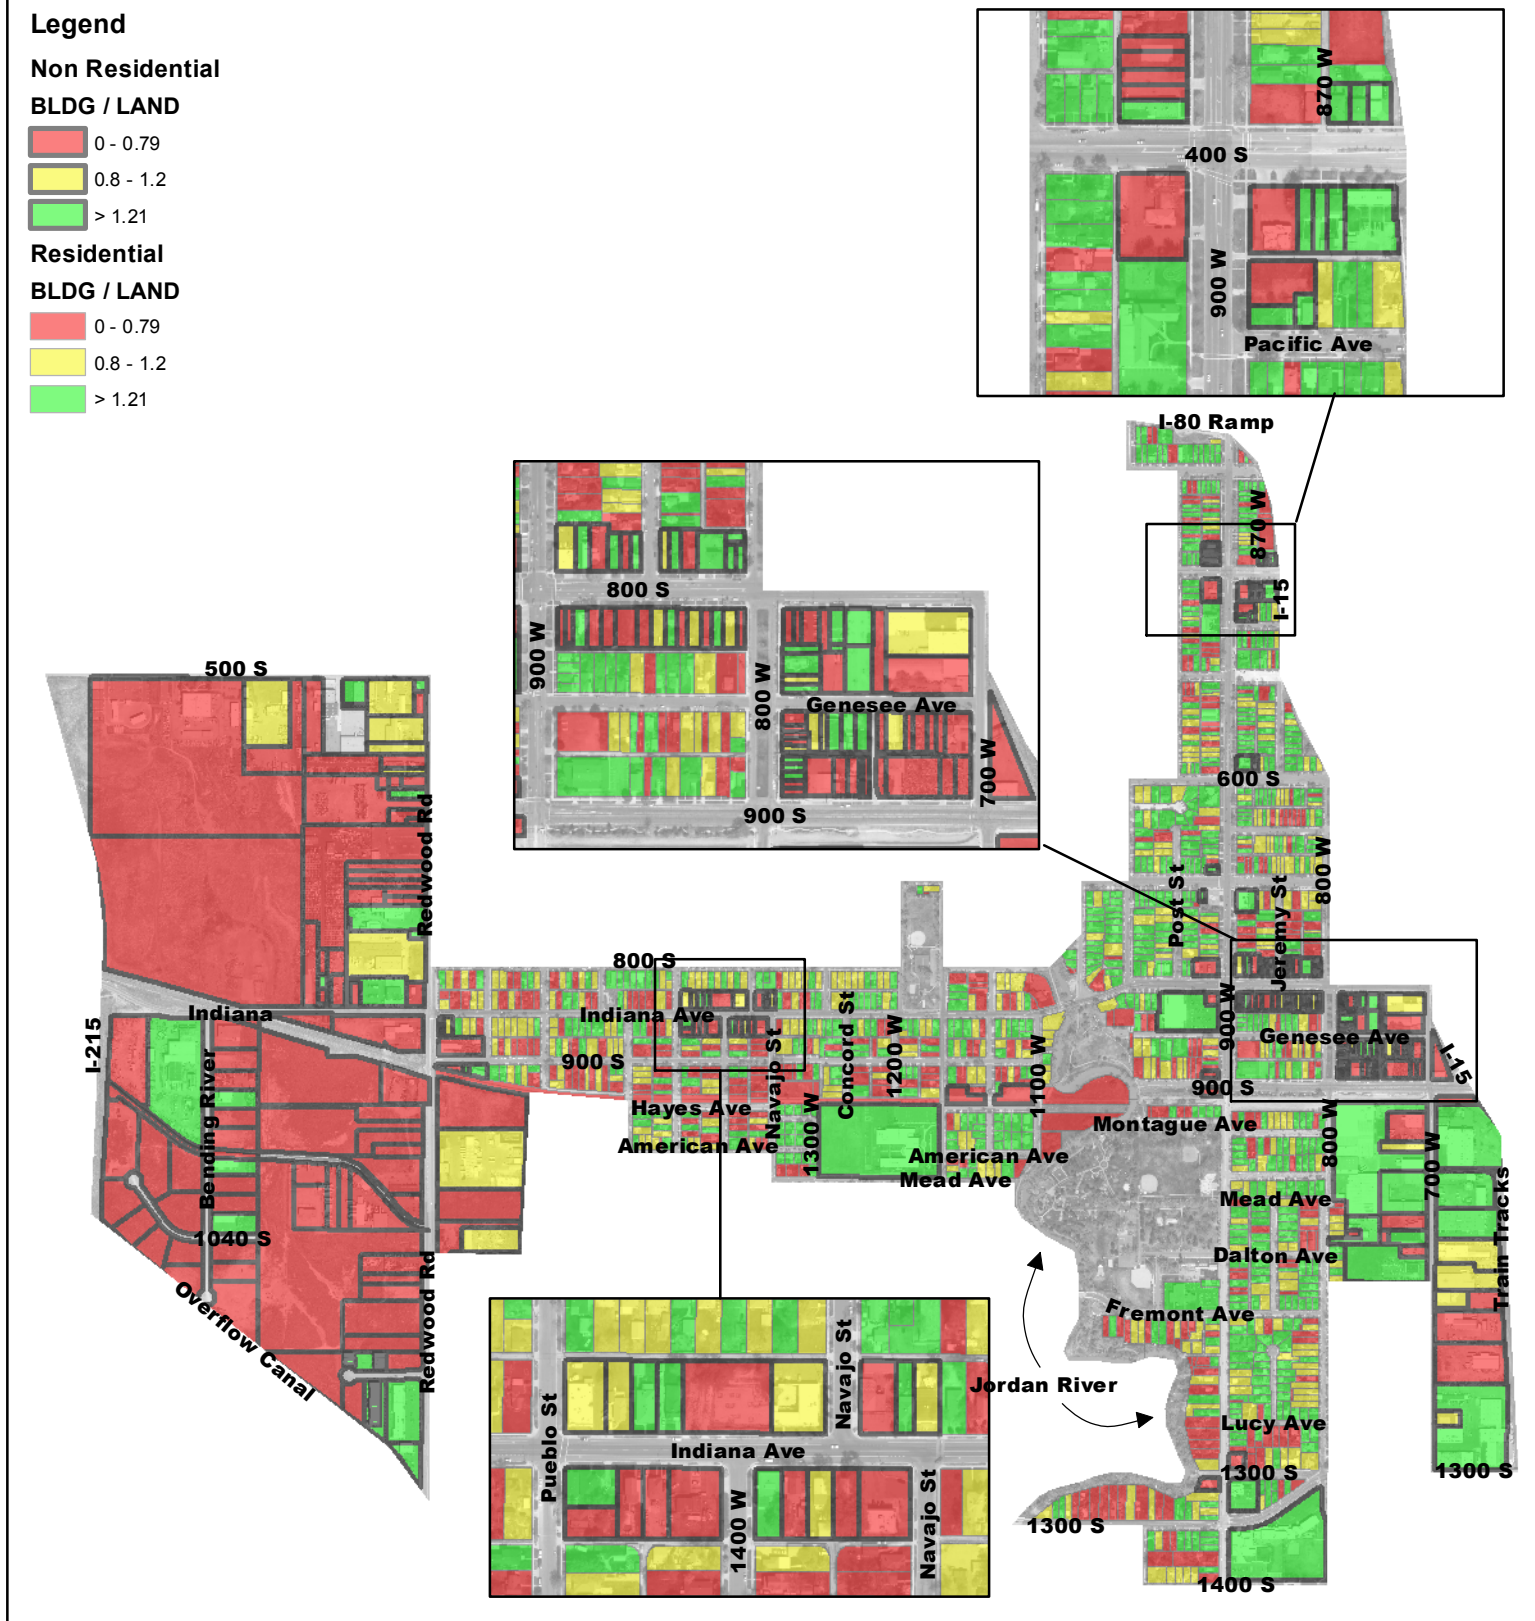 Legend
Non Residential
BLDG / LAND
0 - 0.79
0.8 - 1.2
> 1.21
Residential
BLDG / LAND
0 - 0.79
0.8 - 1.2
> 1.21
870 W
400 S
900 W
Pacific Ave
I-80 Ramp
870 W
I-15
800 S
900 W
800 W
Genesee Ave
700 W
900 S
500 S
Redwood Rd
600 S
Post St
Jeremy St
800 W
800 S
Indiana
Indiana Ave
Navajo St
Concord St
1200 W
900 W
Genesee Ave
I-15
I-215
Bending River
900 S
900 S
1100 W
Hayes Ave
American Ave
1300 W
Montague Ave
American Ave
Mead Ave
800 W
700 W
Mead Ave
Train Tracks
1040 S
Dalton Ave
Overflow Canal
Redwood Rd
Fremont Ave
Jordan River
Lucy Ave
1300 S
1300 S
1300 S
1400 S
Navajo St
Pueblo St
Indiana Ave
1400 W
Navajo St